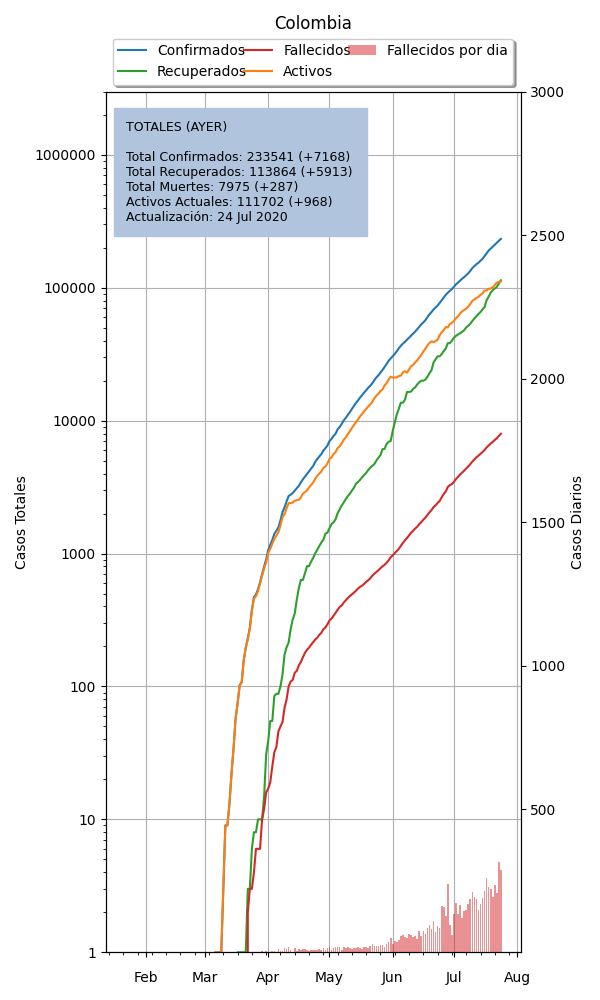 Colombia
Confirmados Fallecidos Fallecidos por dia
Recuperados Activos
TOTALES (AYER)
Total Confirmados: 233541 (+7168)
Total Recuperados: 113864 (+5913)
Total Muertes: 7975 (+287)
Activos Actuales: 111702 (+968)
Actualización: 24 Jul 2020
Casos Totales
1000000
100000
10000
1000
100
10
1
Casos Diarios
3000
2500
2000
1500
1000
500
Feb Mar Apr May Jun Jul Aug